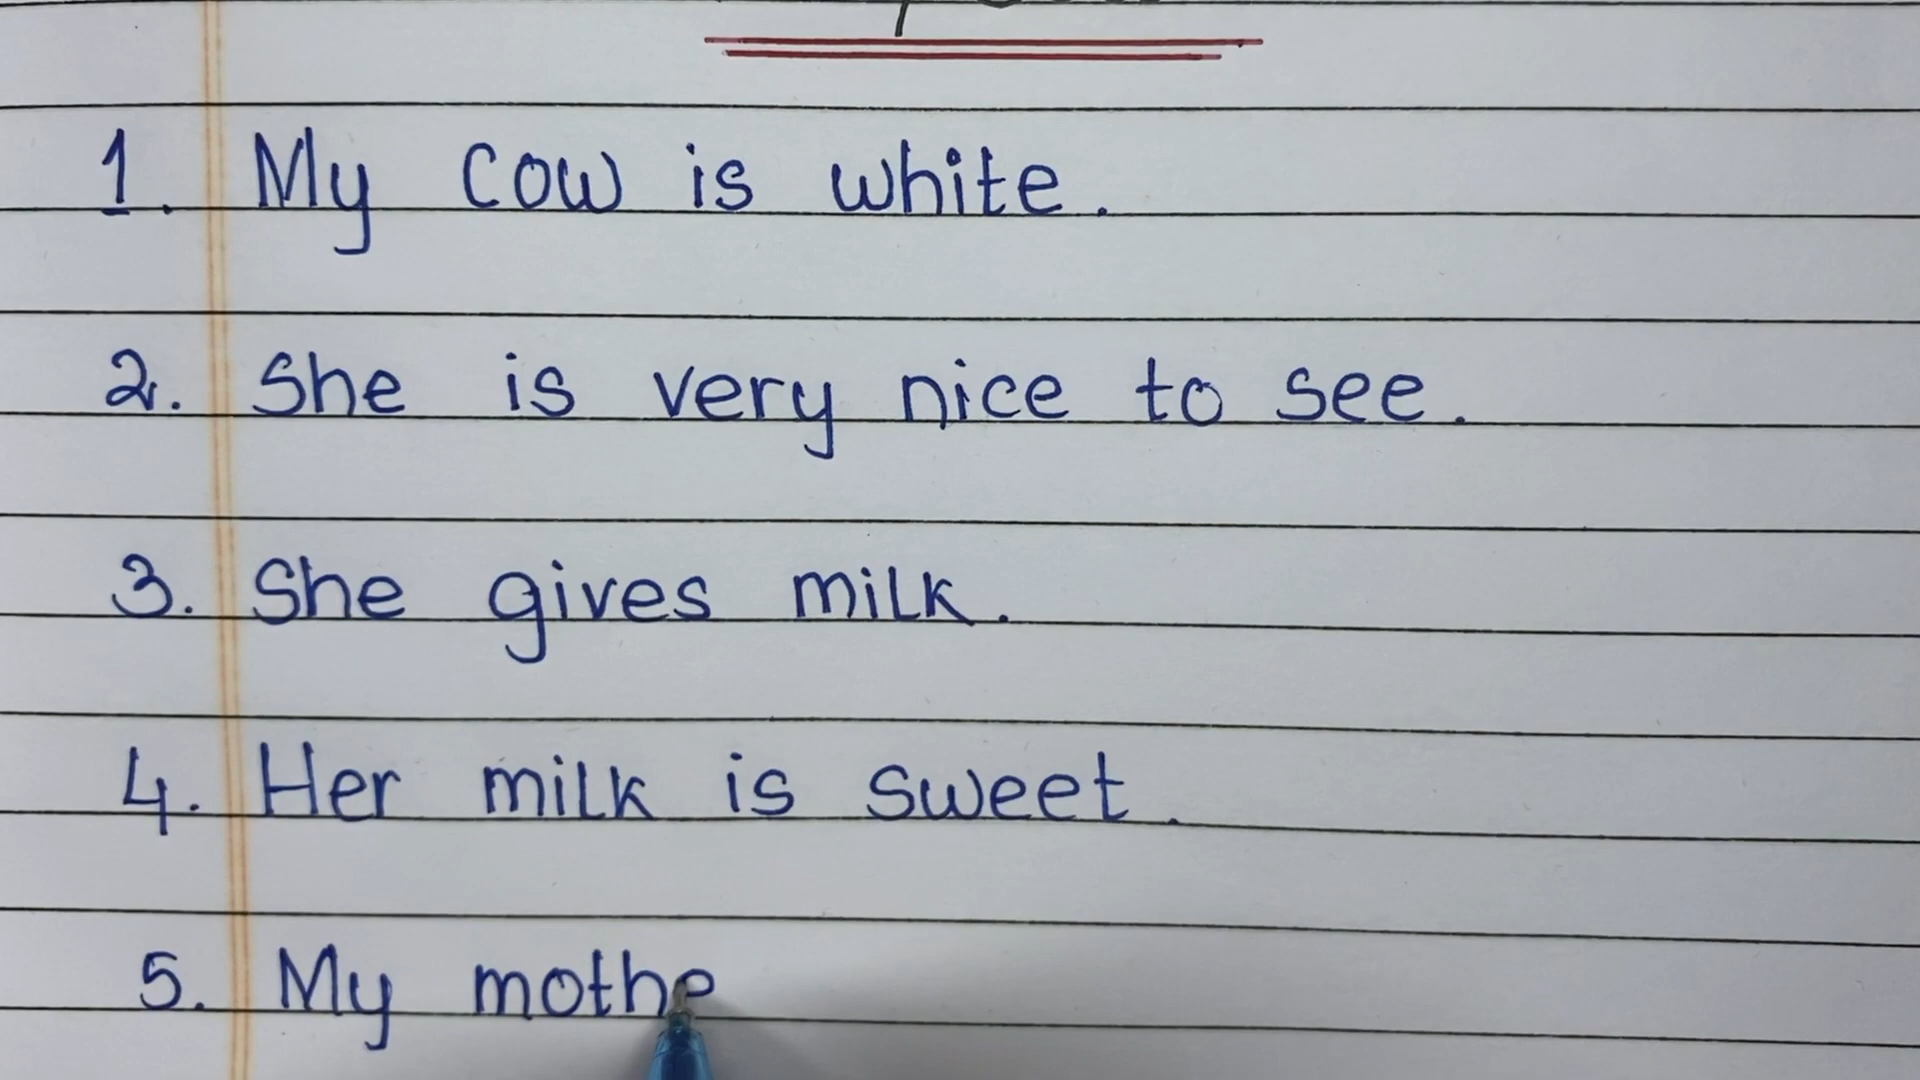 1. My cow is white.
2. She is very nice to see.
3. She gives milk.
4. Her milk is sweet.
5. My mothe